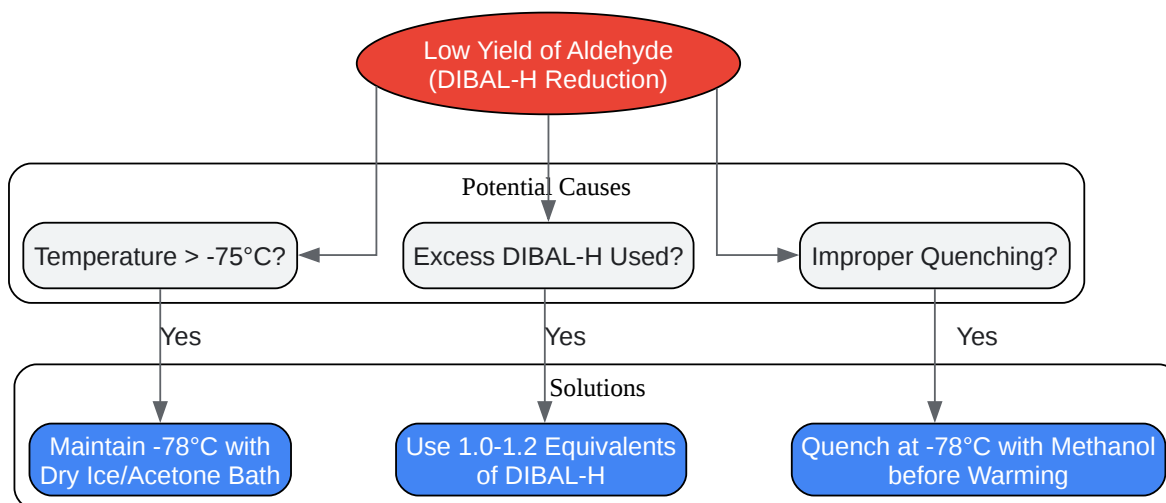 Low Yield of Aldehyde
(DIBAL-H Reduction)
Potential Causes
Temperature > -75°C?
Excess DIBAL-H Used?
Improper Quenching?
Yes
Yes
Yes
Solutions
Maintain -78°C with
Dry Ice/Acetone Bath
Use 1.0-1.2 Equivalents
of DIBAL-H
Quench at -78°C with Methanol
before Warming